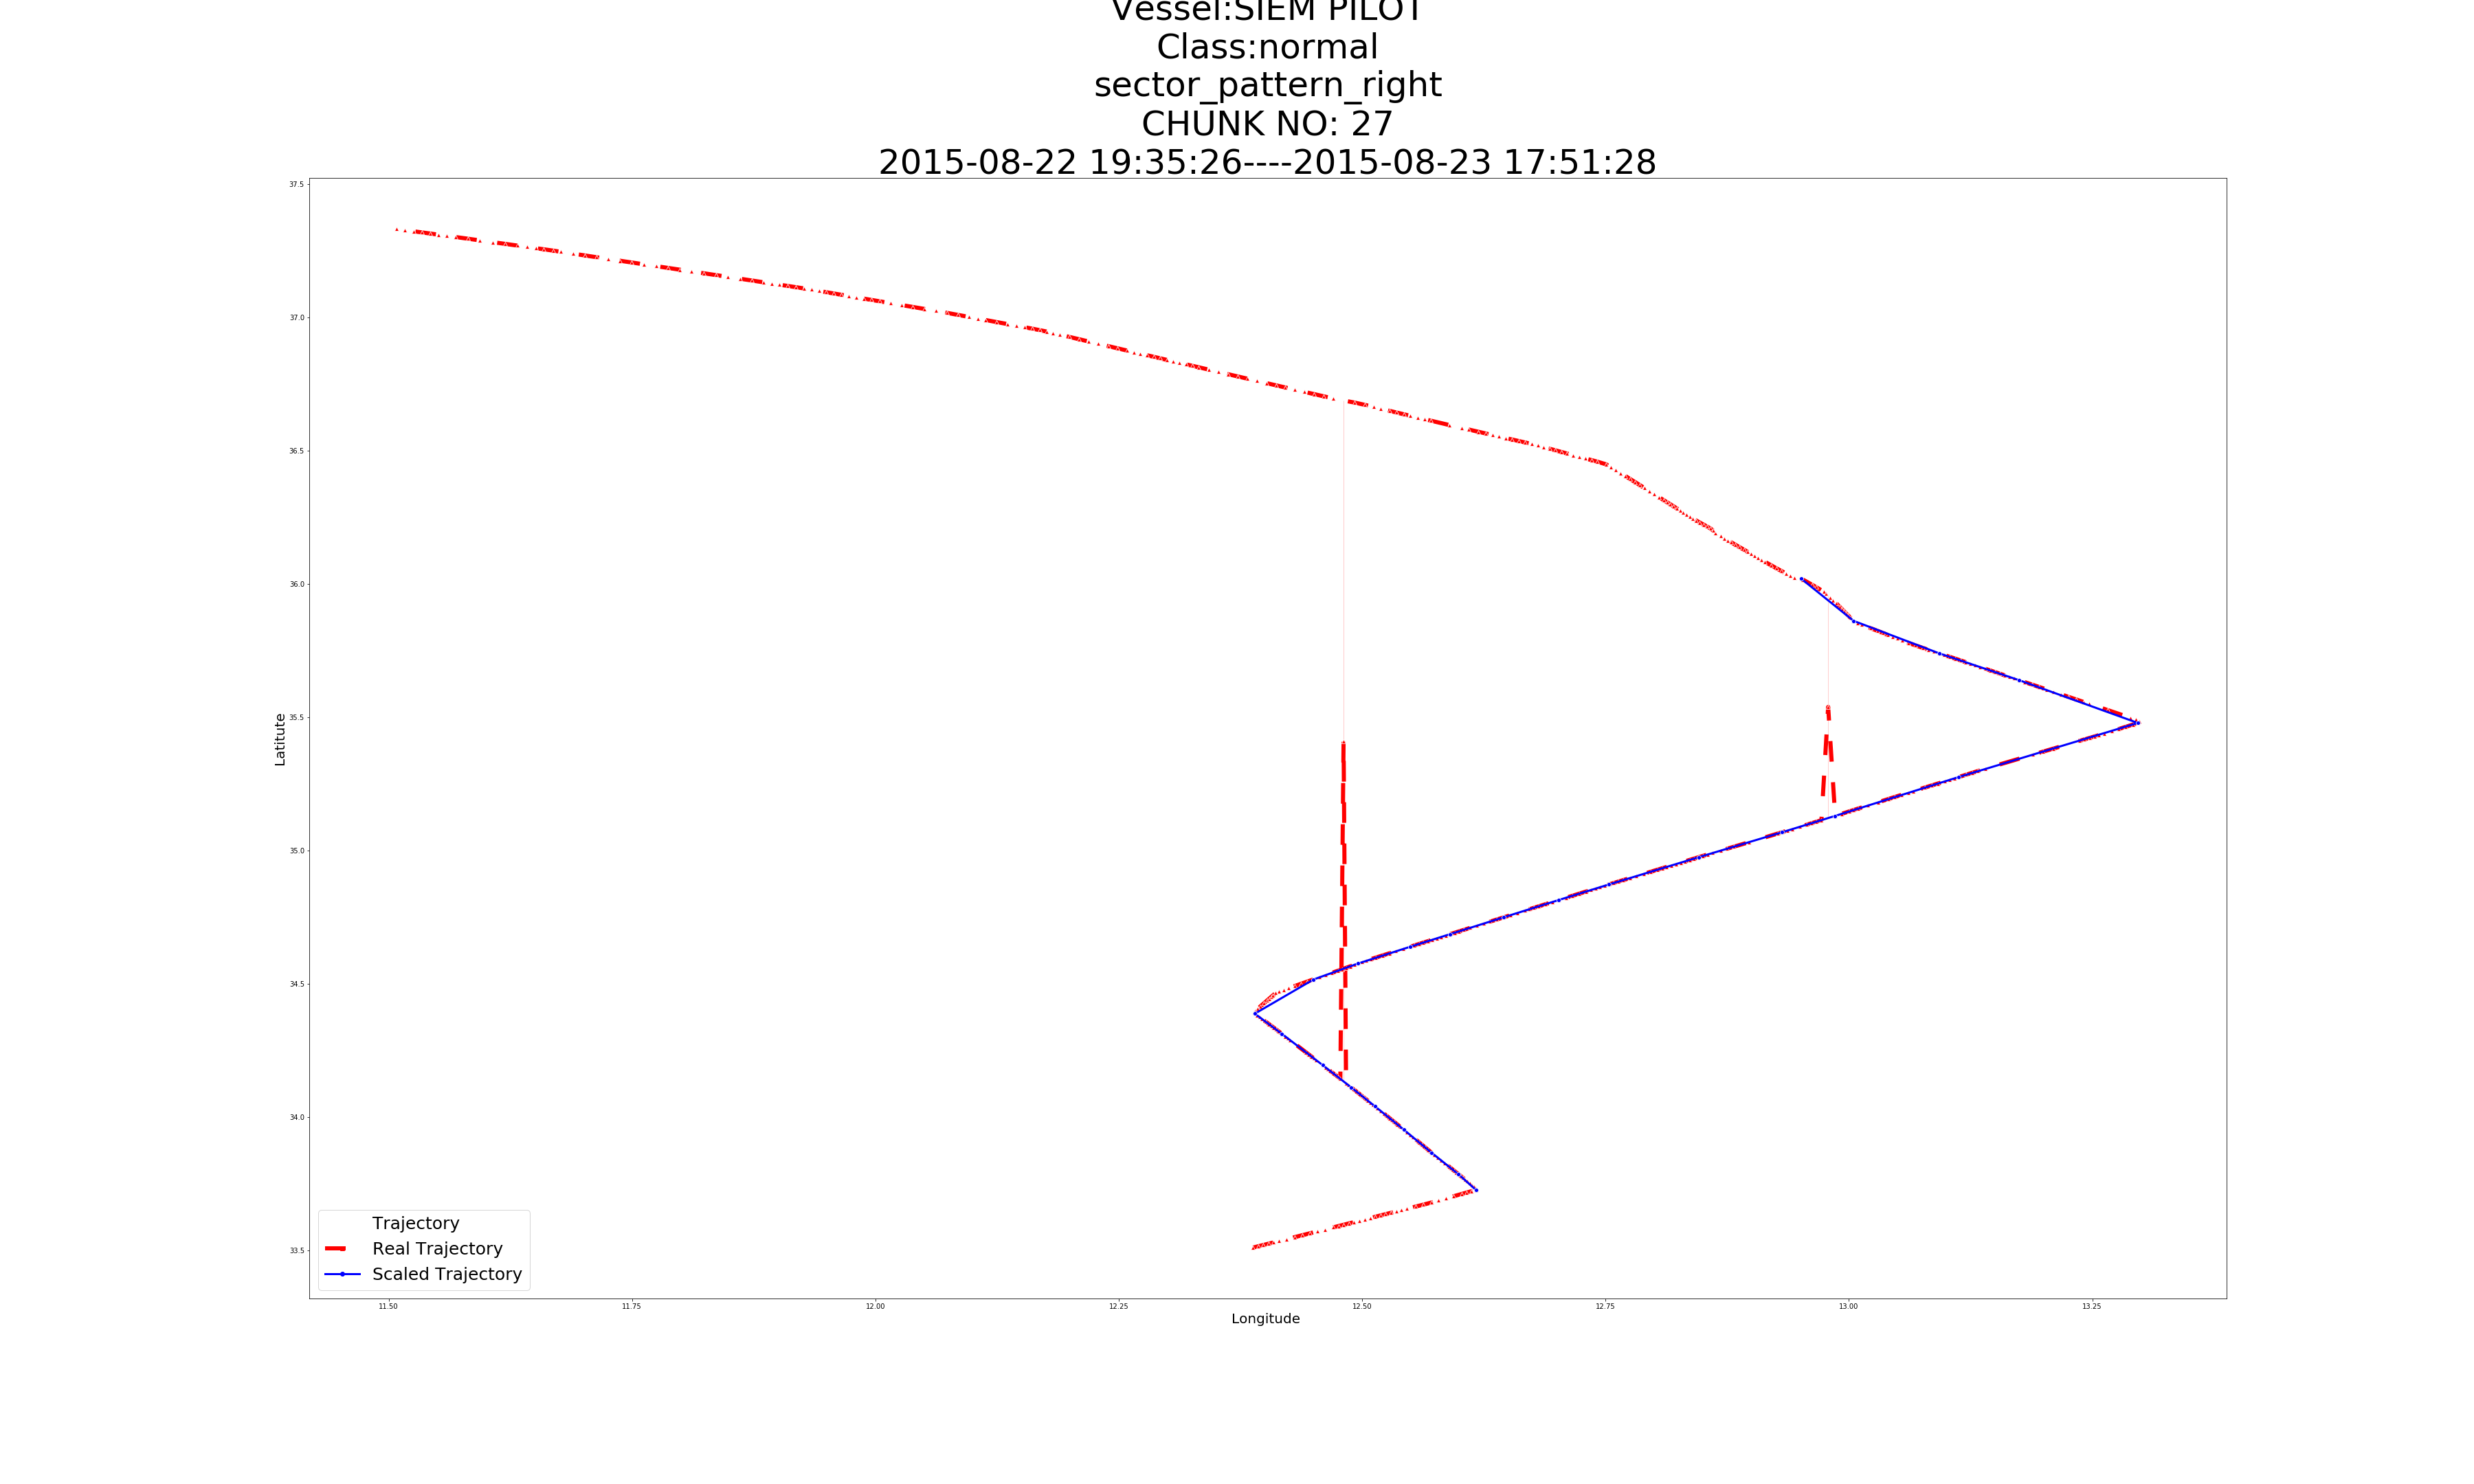 Vessel:SIEM PILOT
Class:normal
sector_pattern_right
CHUNK NO: 27
2015-08-22 19:35:26----2015-08-23 17:51:28
37.5
37.0
36.5
36.0
35.5
35.0
34.5
34.0
33.5
Latitute
Trajectory
Real Trajectory
Scaled Trajectory
11.50 11.75 12.00 12.25 12.50 12.75 13.00 13.25
Longitude